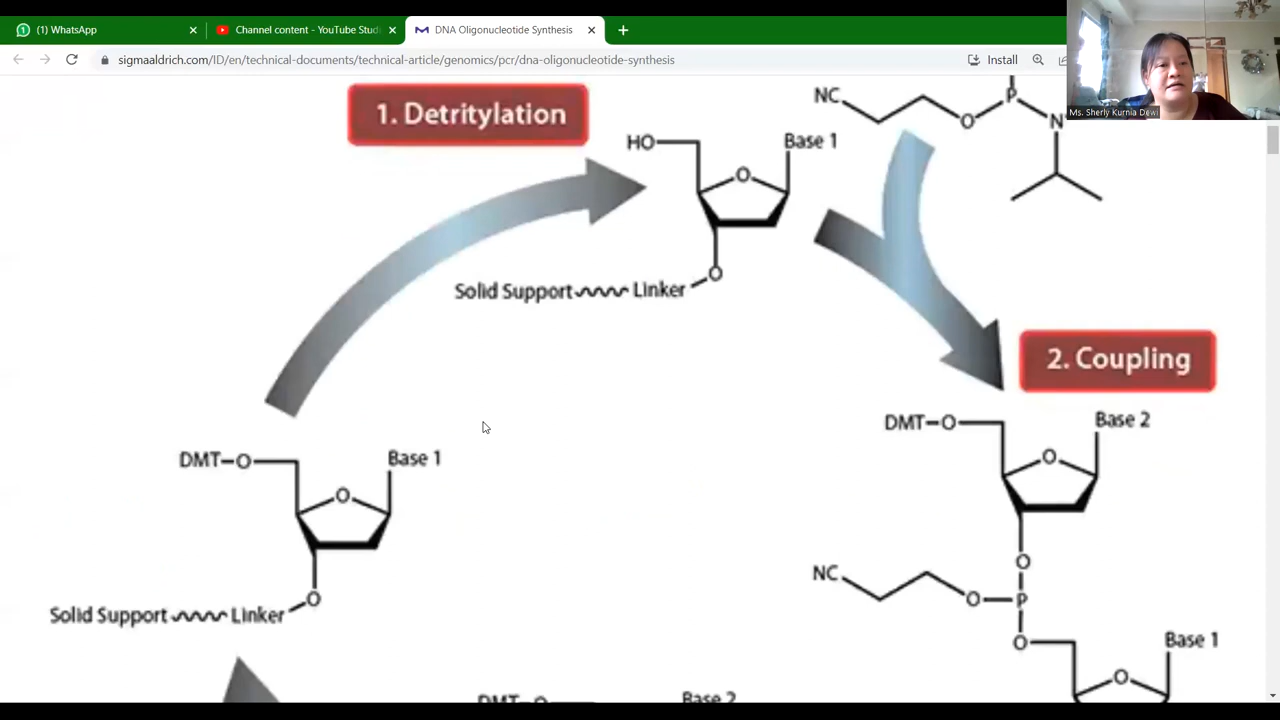 (1) WhatsApp
Channel content - YouTube Stud
DNA Oligonucleotide Synthesis
sigmaaldrich.com/ID/en/technical-documents/technical-article/genomics/pcr/dna-oligonucleotide-synthesis
Install
Ms. Sherly Kurnia Dewi
1. Detritylation
NC
O
P
N
HO
Base 1
O
O
Solid Support Linker
2. Coupling
DMT-O
Base 2
O
DMT-O
Base 1
O
O
NC
O
P
O
Solid Support Linker
O
O
Base 1
O
DMT-O
Base 2